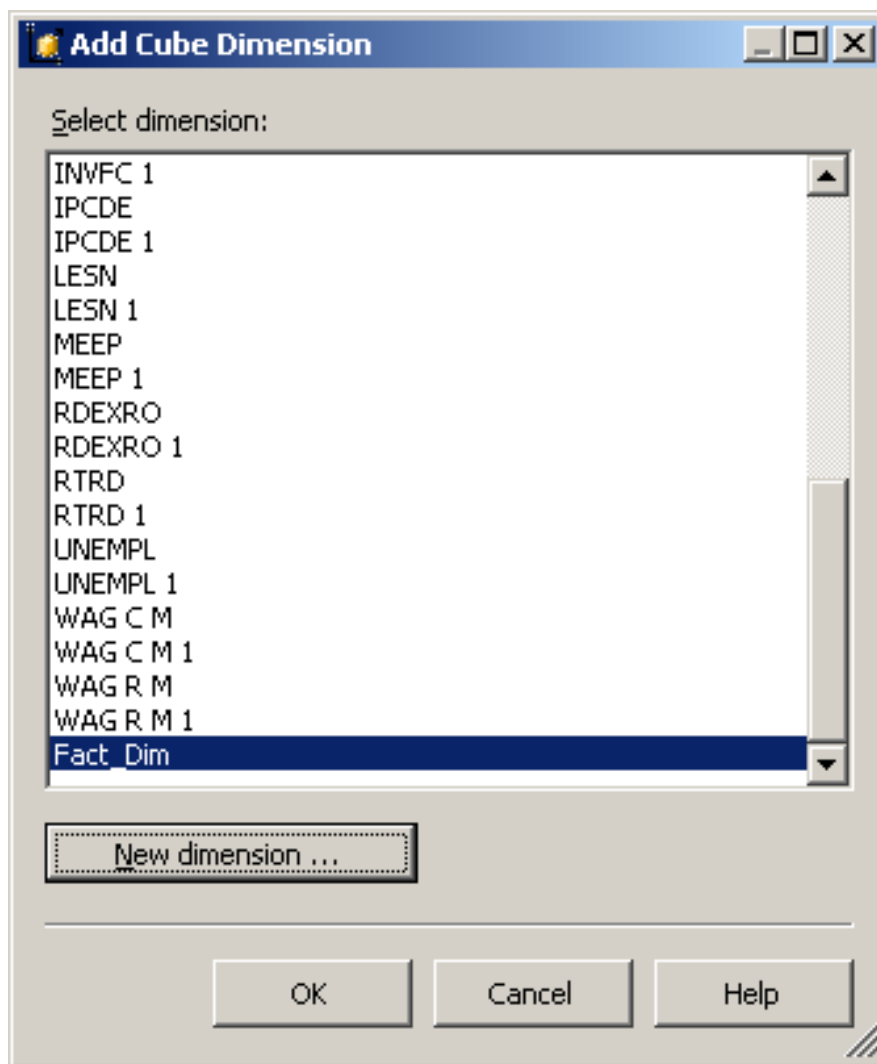 Add Cube Dimension
Select dimension:
INVFC 1
IPCDE
IPCDE 1
LESN
LESN 1
MEEP
MEEP 1
RDEXRO
RDEXRO 1
RTRD
RTRD 1
UNEMPL
UNEMPL 1
WAG C M
WAG C M 1
WAG R M
WAG R M 1
Fact_Dim
New dimension ...
OK Cancel Help